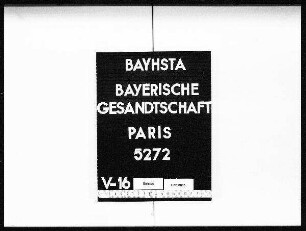 BAYHSTA
BAYERISCHE
GESANDTSCHAFT
PARIS
5272
V-16